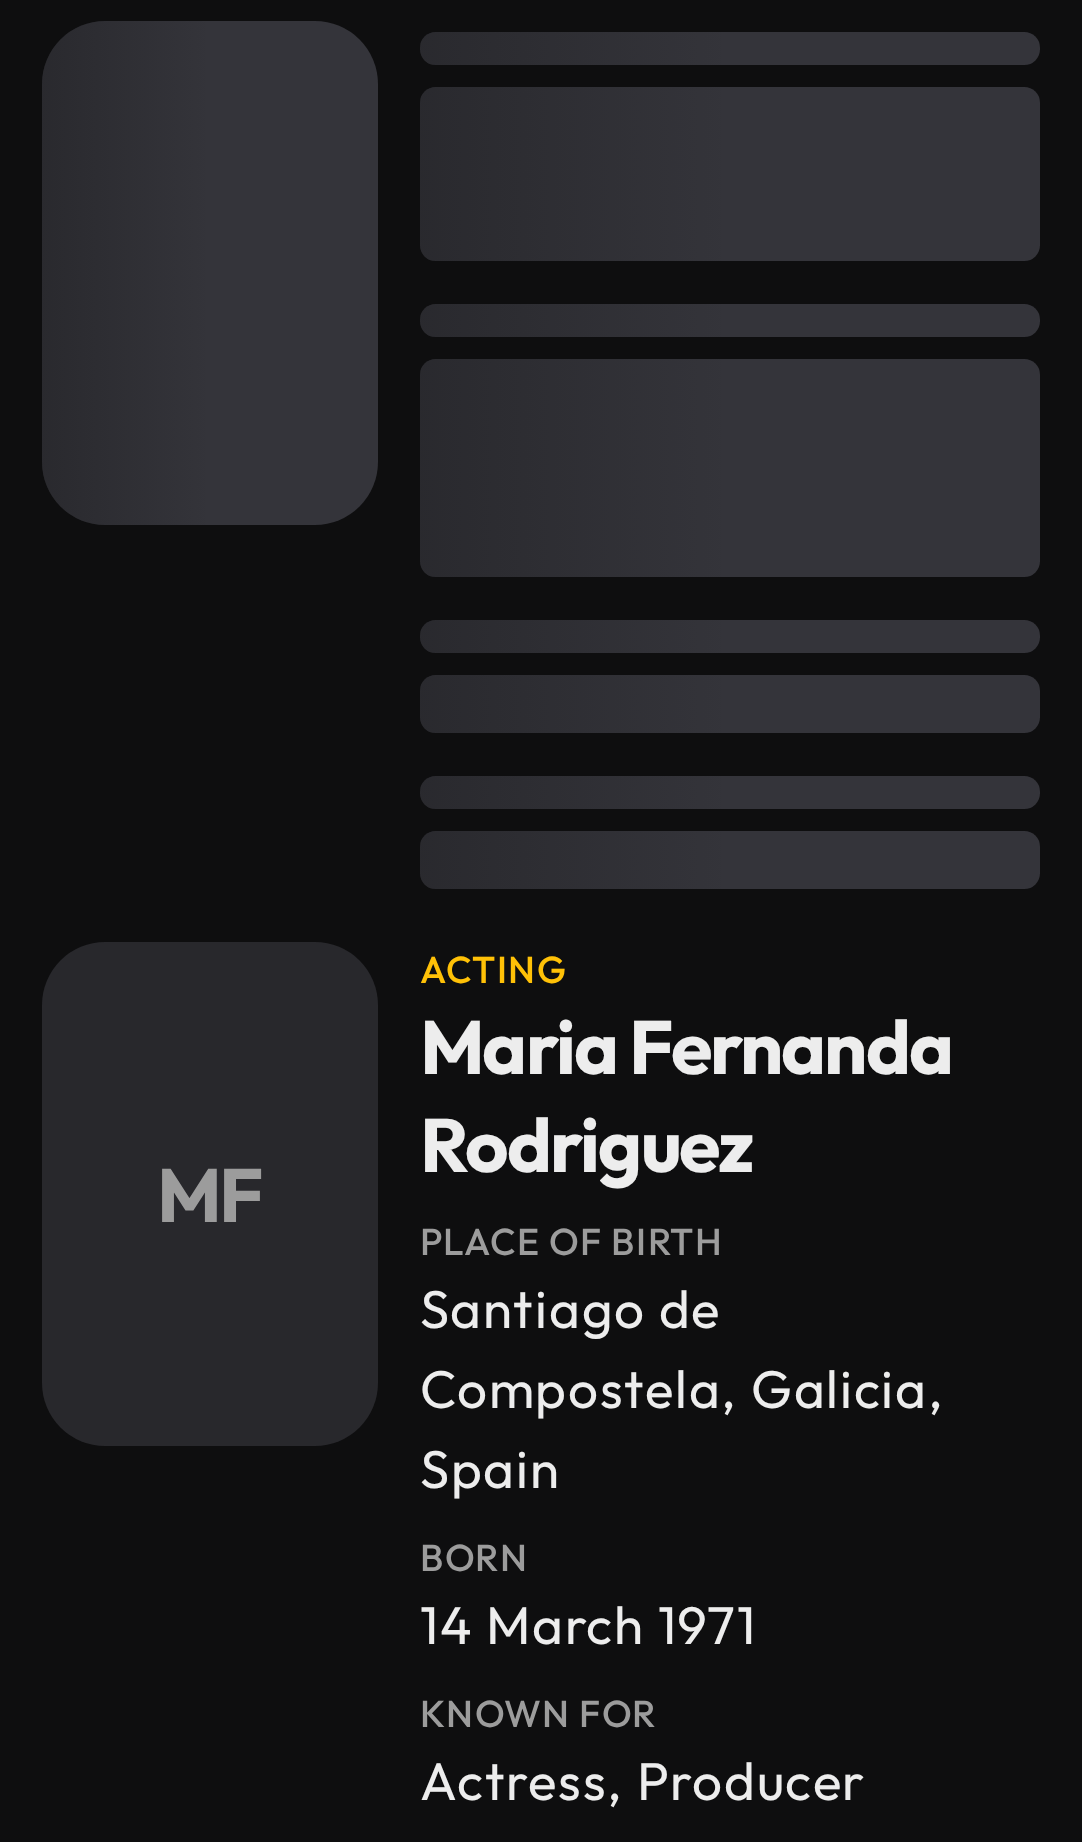 ACTING
Maria Fernanda
Rodriguez
MF
PLACE OF BIRTH
Santiago de
Compostela, Galicia,
Spain
BORN
14 March 1971
KNOWN FOR
Actress, Producer